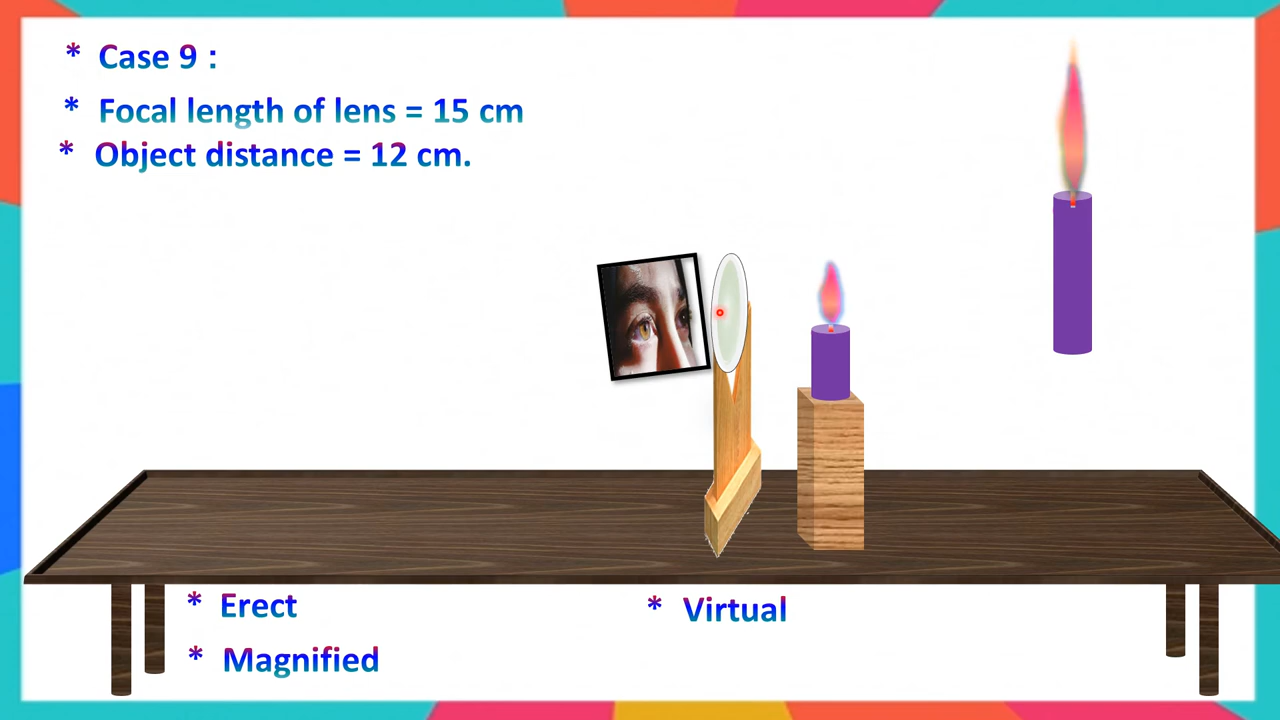 * Case 9 :
* Focal length of lens = 15 cm
* Object distance = 12 cm.
* Erect
* Virtual
* Magnified